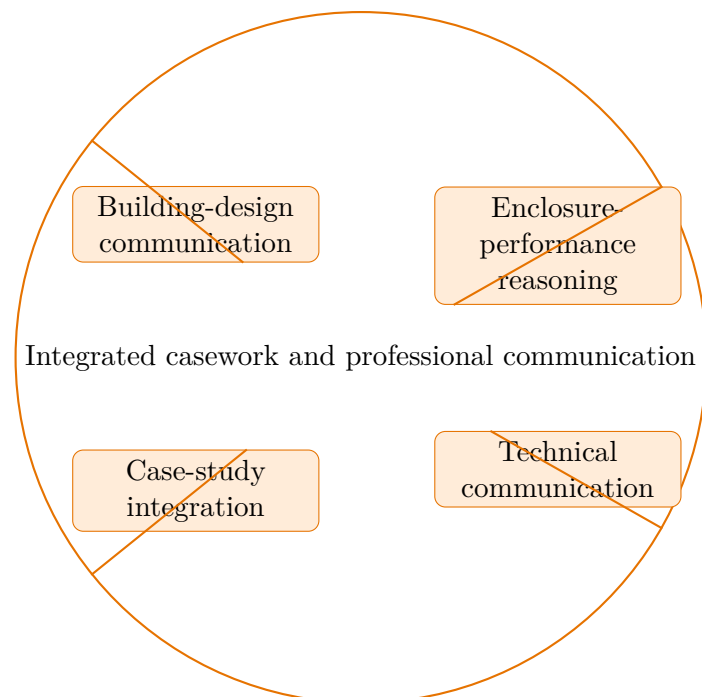 Building-design
communication
Enclosure-
performance
reasoning
Integrated casework and professional communication
Case-study
integration
Technical
communication